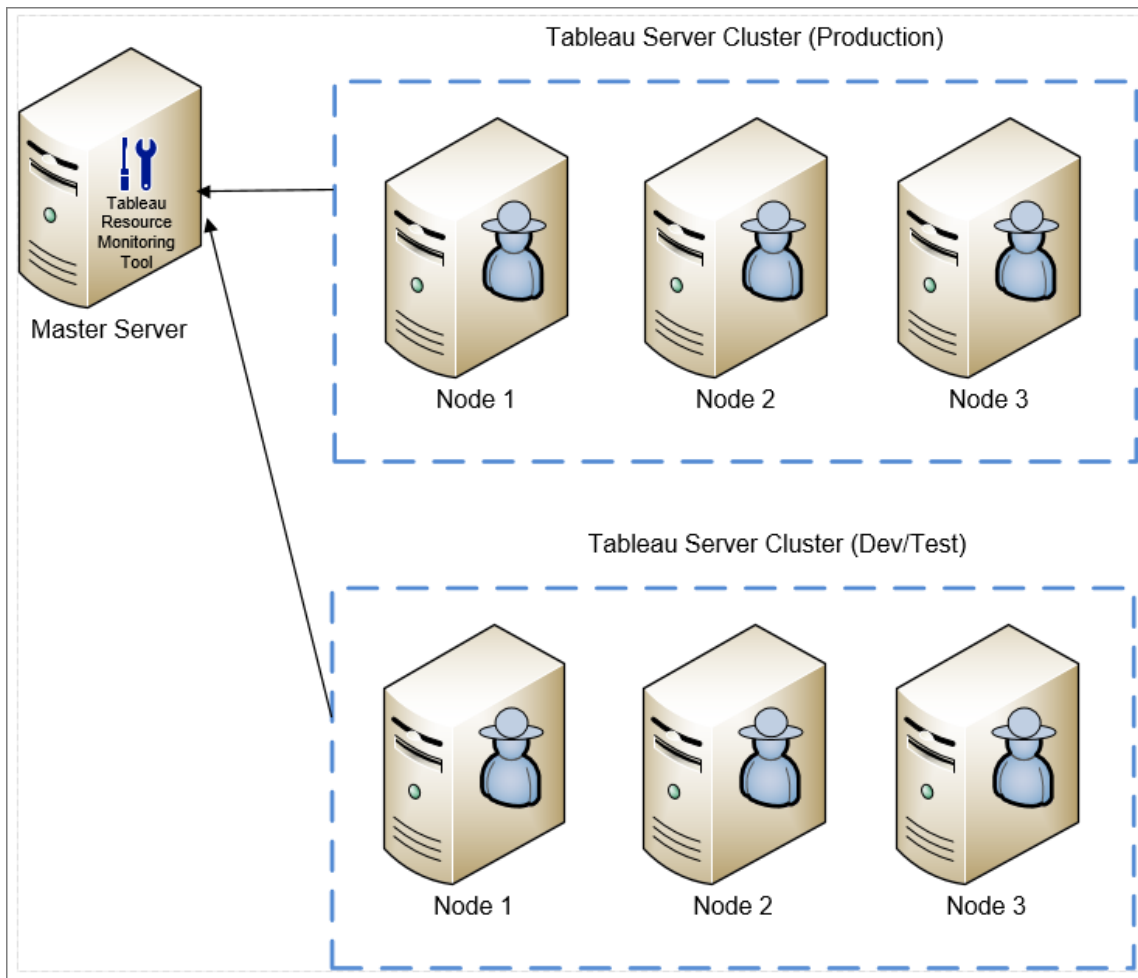 Tableau Server Cluster (Production)
Tableau
Resource
Monitoring
Tool
Master Server
Node 1
Node 2
Node 3
Tableau Server Cluster (Dev/Test)
Node 1
Node 2
Node 3